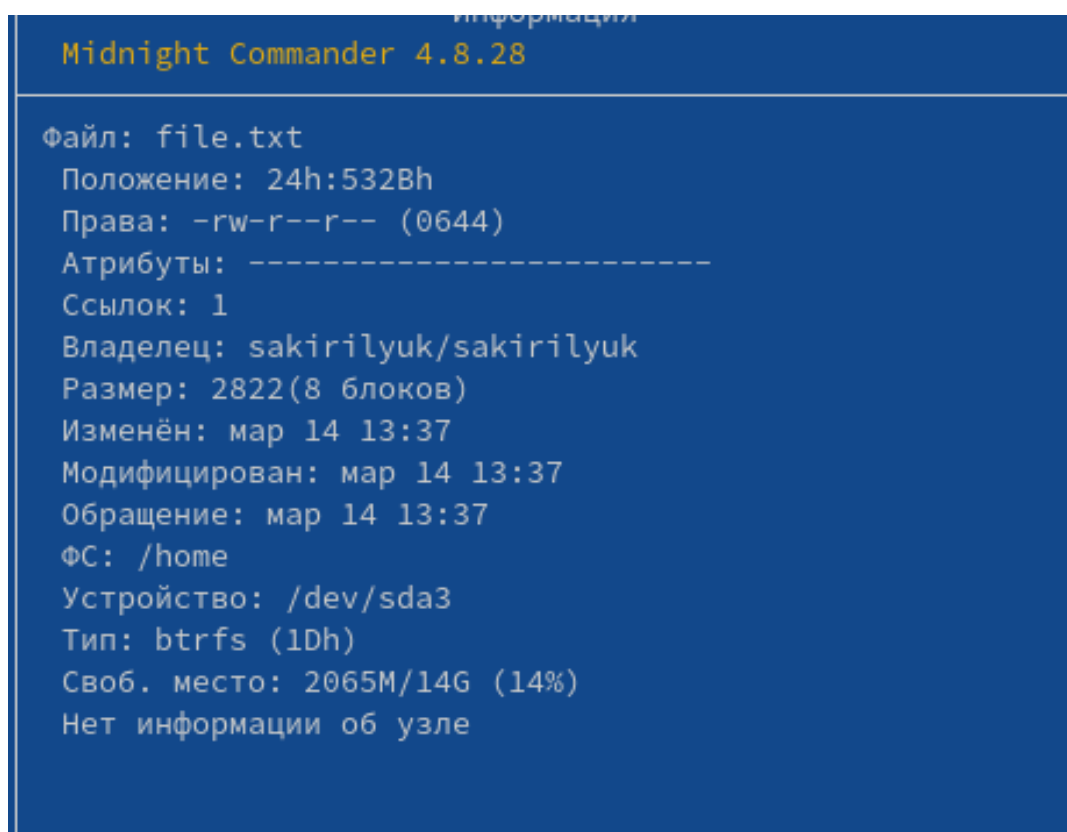 Информация
Midnight Commander 4.8.28
Файл: file.txt
Положение: 24h:532Bh
Права: -rw-r--r-- (0644)
Атрибуты: -------------------------
Ссылок: 1
Владелец: sakirilyuk/sakirilyuk
Размер: 2822(8 блоков)
Изменён: мар 14 13:37
Модифицирован: мар 14 13:37
Обращение: мар 14 13:37
ФС: /home
Устройство: /dev/sda3
Тип: btrfs (1Dh)
Своб. место: 2065M/14G (14%)
Нет информации об узле